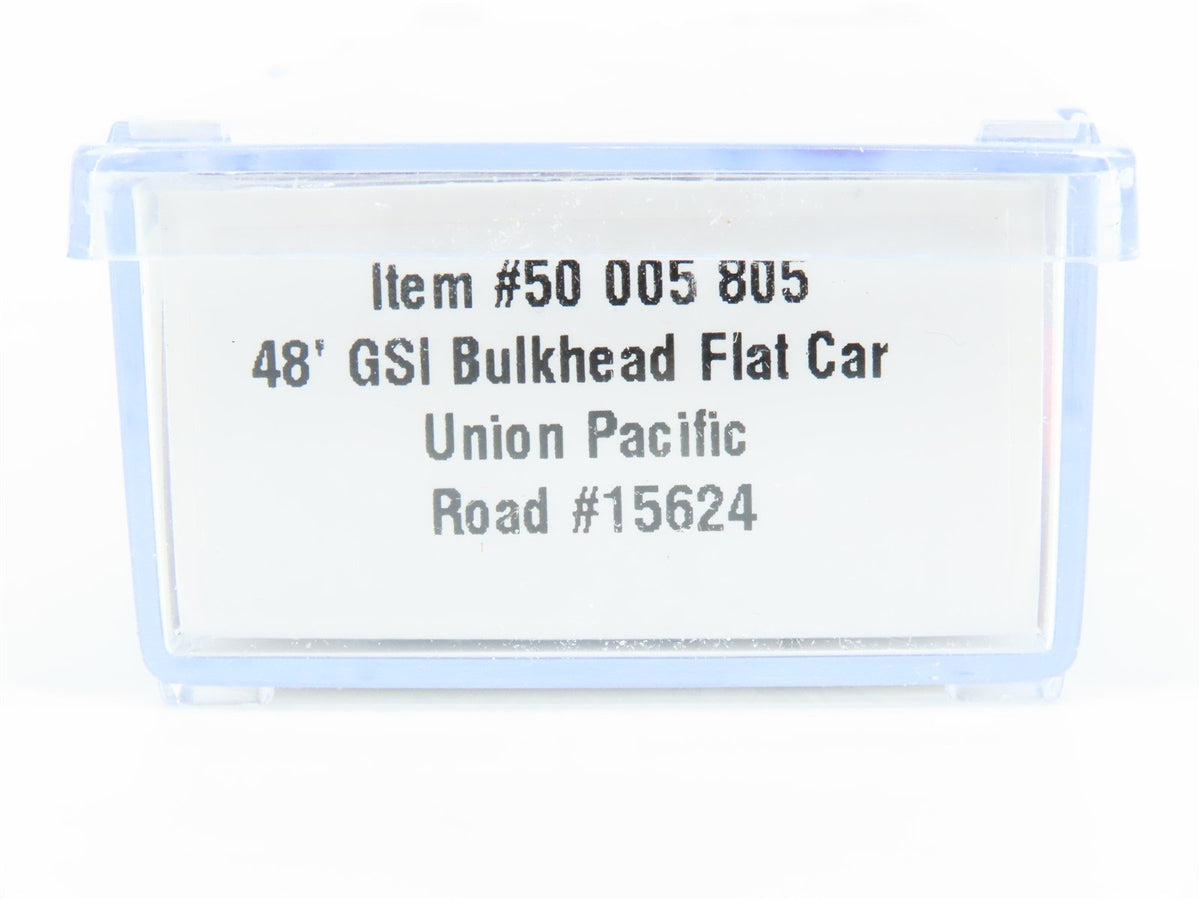 Item #50 005 805
48' GSI Bulkhead Flat Car
Union Pacific
Road #15624